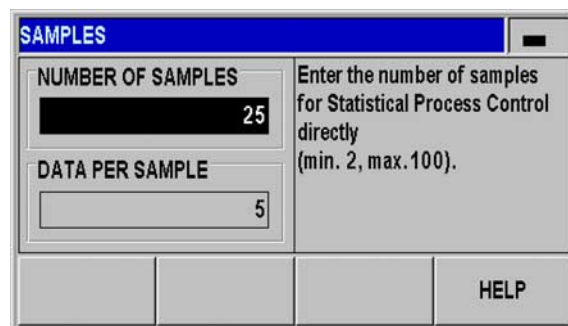 SAMPLES
NUMBER OF SAMPLES
25
DATA PER SAMPLE
5
Enter the number of samples
for Statistical Process Control
directly
(min. 2, max.100).
HELP